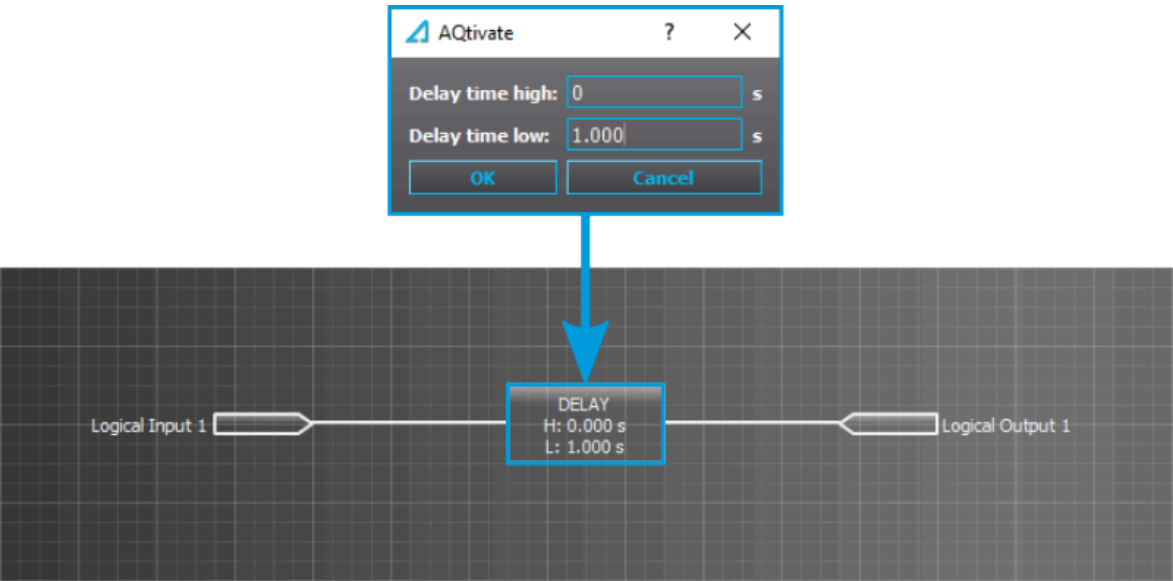 AQtivate ?
Delay time high: 0 s
Delay time low: 1.000 s
OK Cancel
DELAY
H: 0.000 s
L: 1.000 s
Logical Input 1
Logical Output 1